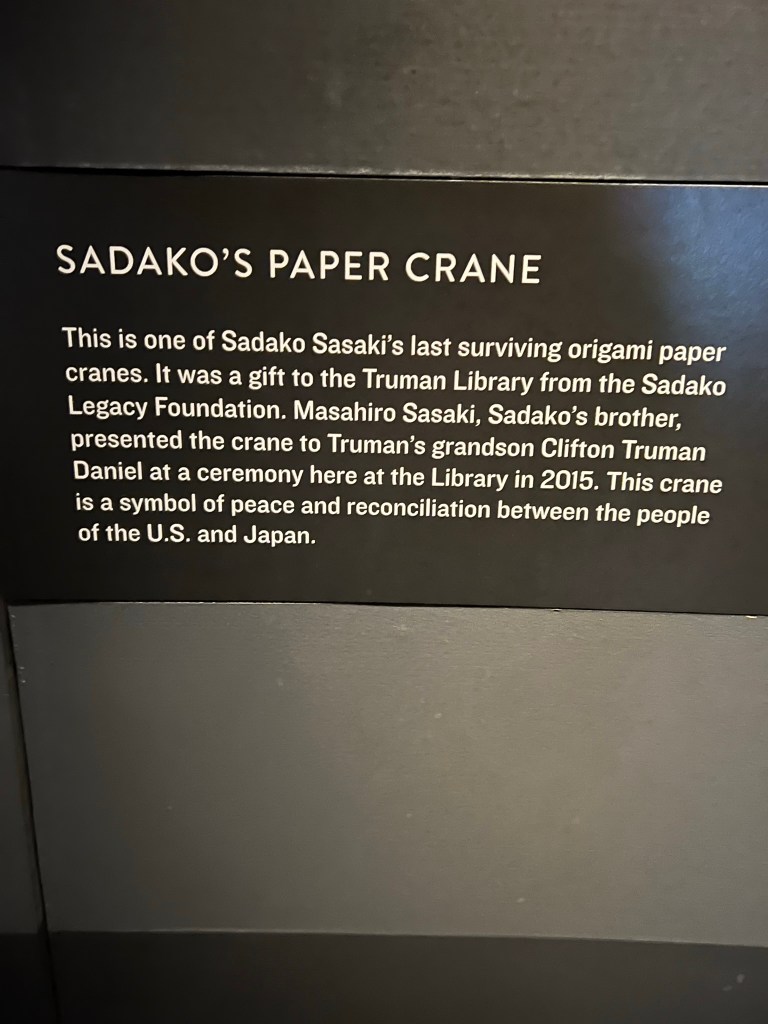 SADAKO'S PAPER CRANE
This is one of Sadako Sasaki's last surviving origami paper
cranes. It was a gift to the Truman Library from the Sadako
Legacy Foundation. Masahiro Sasaki, Sadako's brother,
presented the crane to Truman's grandson Clifton Truman
Daniel at a ceremony here at the Library in 2015. This crane
is a symbol of peace and reconciliation between the people
of the U.S. and Japan.